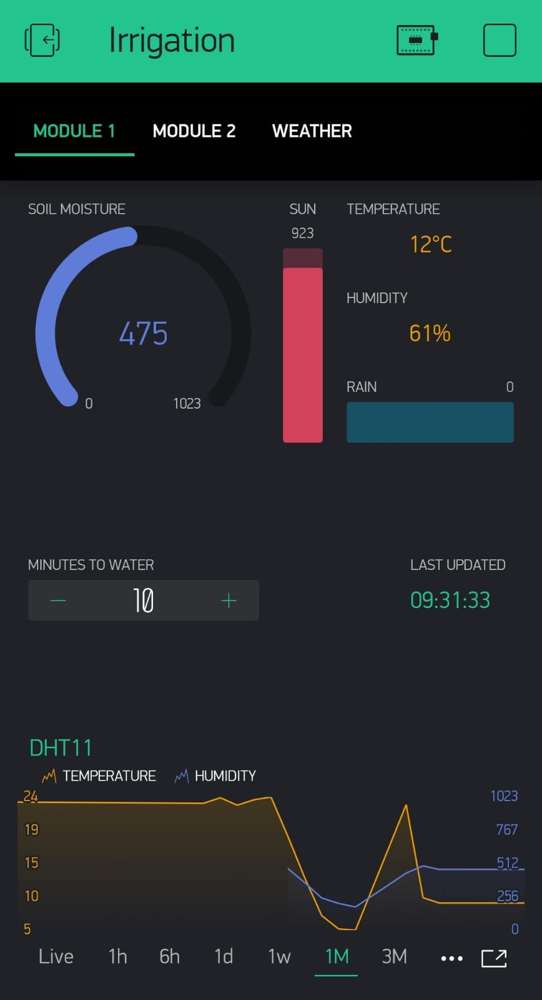 Irrigation
MODULE 1 MODULE 2 WEATHER
SOIL MOISTURE
475
0 1023
SUN
923
TEMPERATURE
12°C
HUMIDITY
61%
RAIN 0
MINUTES TO WATER
− 10 +
LAST UPDATED
09:31:33
DHT11
TEMPERATURE HUMIDITY
24 1023
19 767
15 512
10 256
5 0
Live 1h 6h 1d 1w 1M 3M